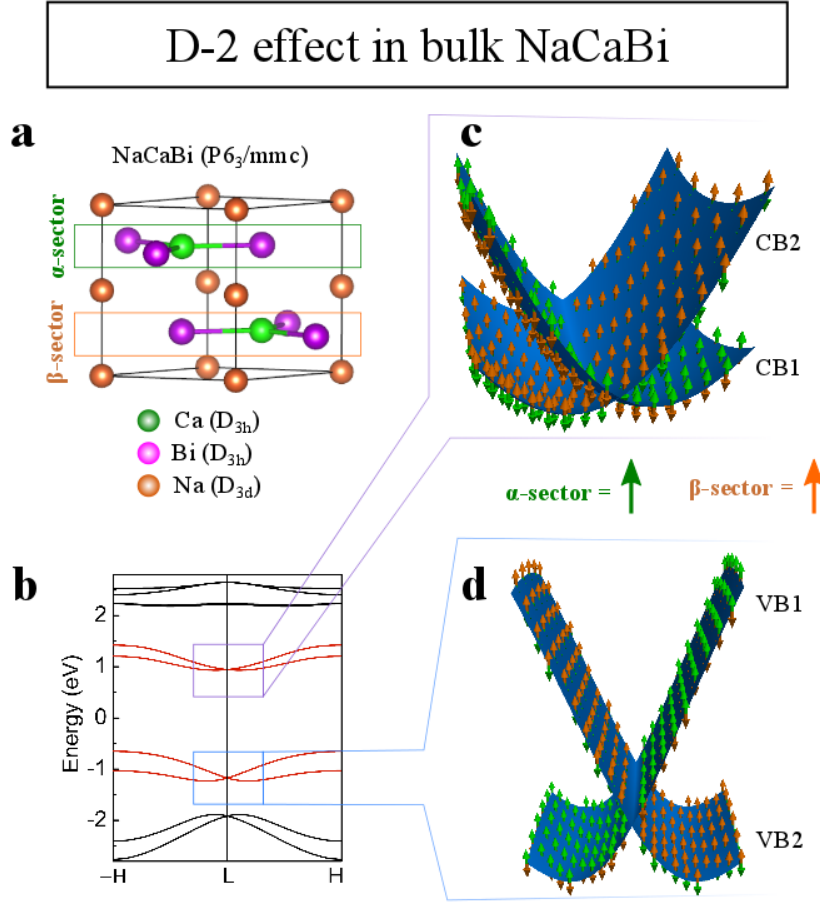 D-2 effect in bulk NaCaBi
a
NaCaBi (P6₃/mmc)
α-sector
β-sector
Ca (D₃ₕ)
Bi (D₃ₕ)
Na (D₃d)
c
CB2
CB1
α-sector =
β-sector =
b
Energy (eV)
2
1
0
-1
-2
−H
L
H
d
VB1
VB2